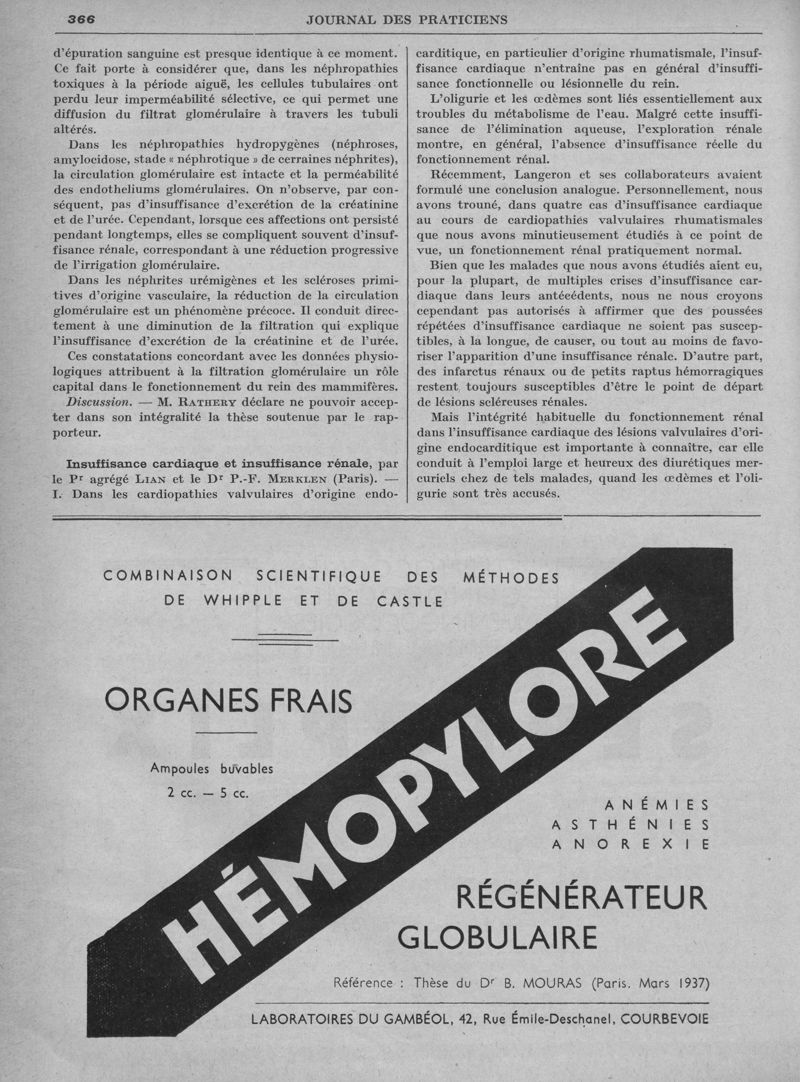 366
JOURNAL DES PRATICIENS
d'épuration sanguine est presque identique à ce moment.
Ce fait porte à considérer que, dans les néphropathies
toxiques à la période aiguë, les cellules tubulaires ont
perdu leur imperméabilité sélective, ce qui permet une
diffusion du filtrat glomérulaire à travers les tubuli
altérés.
Dans les néphropathies hydropygènes (néphroses,
amylocidose, stade « néphrotique » de cerraines néphrites),
la circulation glomérulaire est intacte et la perméabilité
des endotheliums glomérulaires. On n'observe, par con-
séquent, pas d'insuffisance d'excrétion de la créatinine
et de l'urée. Cependant, lorsque ces affections ont persisté
pendant longtemps, elles se compliquent souvent d'insuf-
fisance rénale, correspondant à une réduction progressive
de l'irrigation glomérulaire.
Dans les néphrites urémigènes et les scléroses primi-
tives d'origine vasculaire, la réduction de la circulation
glomérulaire est un phénomène précoce. Il conduit direc-
tement à une diminution de la filtration qui explique
l'insuffisance d'excrétion de la créatinine et de l'urée.
Ces constatations concordant avec les données physio-
logiques attribuent à la filtration glomérulaire un rôle
capital dans le fonctionnement du rein des mammifères.
Discussion. — M. RATHERY déclare ne pouvoir accep-
ter dans son intégralité la thèse soutenue par le rap-
porteur.
Insuffisance cardiaque et insuffisance rénale, par
le Pr agrégé LIAN et le Dr P.-F. MERKLEN (Paris). —
I. Dans les cardiopathies valvulaires d'origine endo-
carditique, en particulier d'origine rhumatismale, l'insuf-
fisance cardiaque n'entraîne pas en général d'insuffi-
sance fonctionnelle ou lésionnelle du rein.
L'oligurie et les œdèmes sont liés essentiellement aux
troubles du métabolisme de l'eau. Malgré cette insuffi-
sance de l'élimination aqueuse, l'exploration rénale
montre, en général, l'absence d'insuffisance réelle du
fonctionnement rénal.
Récemment, Langeron et ses collaborateurs avaient
formulé une conclusion analogue. Personnellement, nous
avons trouné, dans quatre cas d'insuffisance cardiaque
au cours de cardiopathies valvulaires rhumatismales
que nous avons minutieusement étudiés à ce point de
vue, un fonctionnement rénal pratiquement normal.
Bien que les malades que nous avons étudiés aient eu,
pour la plupart, de multiples crises d'insuffisance car-
diaque dans leurs antécédents, nous ne nous croyons
cependant pas autorisés à affirmer que des poussées
répétées d'insuffisance cardiaque ne soient pas suscep-
tibles, à la longue, de causer, ou tout au moins de favo-
riser l'apparition d'une insuffisance rénale. D'autre part,
des infarctus rénaux ou de petits raptus hémorragiques
restent toujours susceptibles d'être le point de départ
de lésions scléreuses rénales.
Mais l'intégrité habituelle du fonctionnement rénal
dans l'insuffisance cardiaque des lésions valvulaires d'ori-
gine endocarditique est importante à connaître, car elle
conduit à l'emploi large et heureux des diurétiques mer-
curiels chez de tels malades, quand les œdèmes et l'oli-
gurie sont très accusés.
COMBINAISON SCIENTIFIQUE DES MÉTHODES
DE WHIPPLE ET DE CASTLE
ORGANES FRAIS
Ampoules buvables
2 cc. — 5 cc.
HÉMOPYLORE
ANÉMIES
ASTHÉNIES
ANOREXIE
RÉGÉNÉRATEUR
GLOBULAIRE
Référence : Thèse du Dr B. MOURAS (Paris. Mars 1937)
LABORATOIRES DU GAMBÉOL, 42, Rue Émile-Deschanel, COURBEVOIE